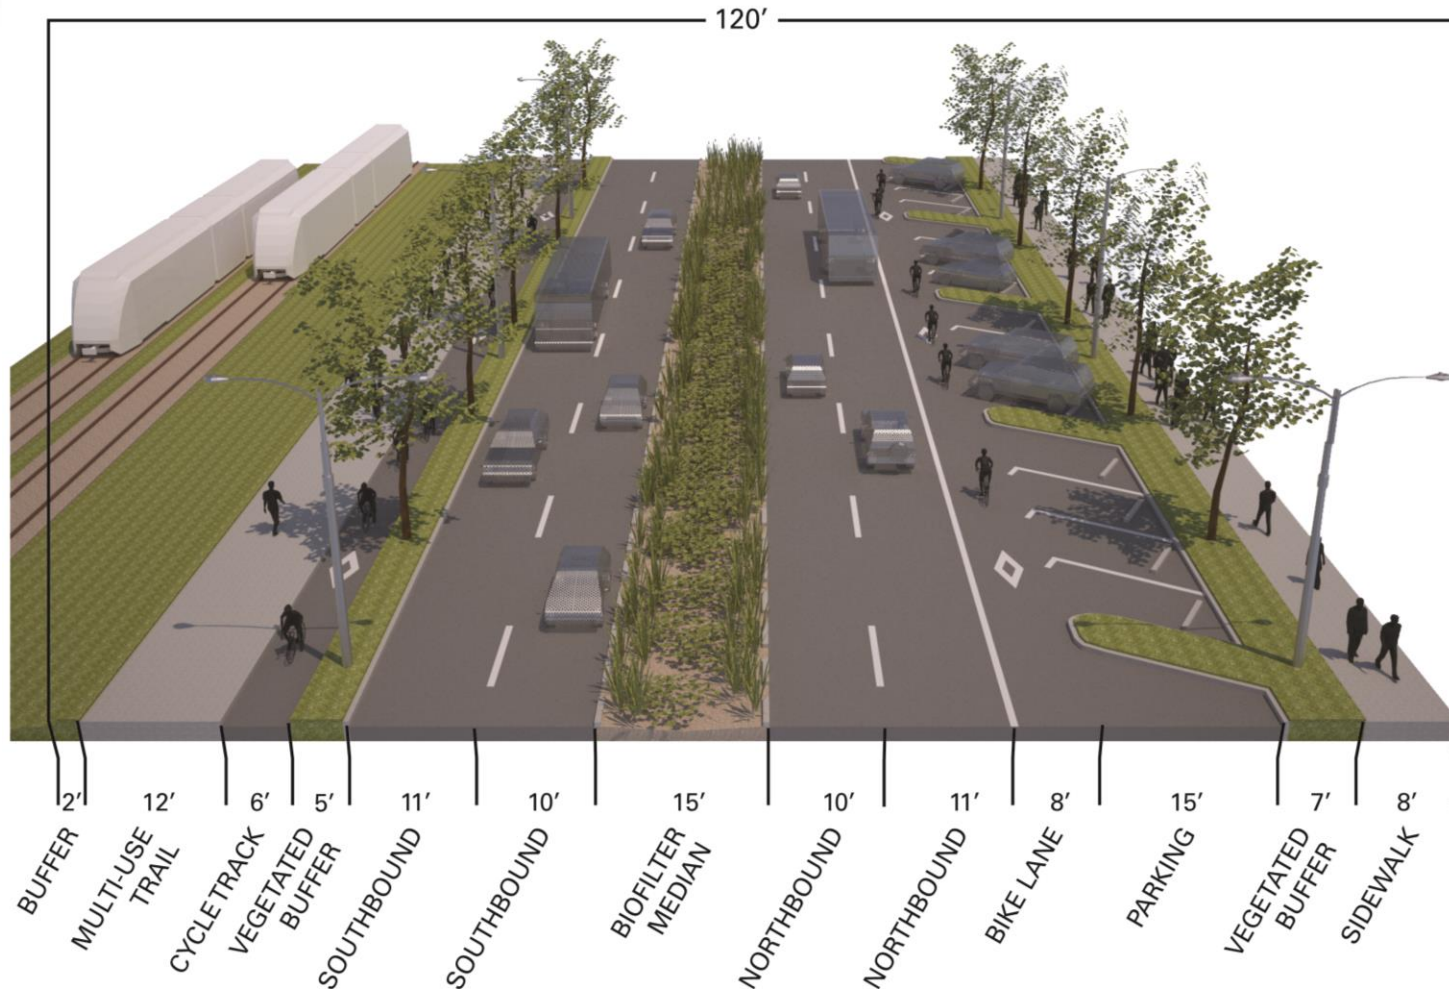 120′
2′ 12′ 6′ 5′ 11′ 10′ 15′ 10′ 11′ 8′ 15′ 7′ 8′
BUFFER
MULTI-USE
TRAIL
CYCLETRACK
VEGETATED
BUFFER
SOUTHBOUND
SOUTHBOUND
BIOFILTER
MEDIAN
NORTHBOUND
NORTHBOUND
BIKE LANE
PARKING
VEGETATED
BUFFER
SIDEWALK